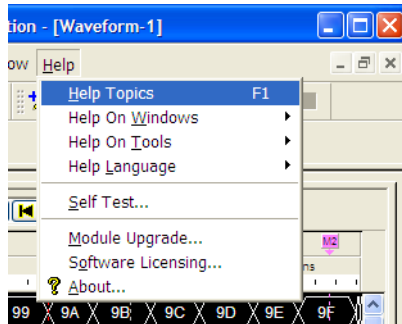 tion - [Waveform-1]
ow Help
Help Topics F1
Help On Windows
Help On Tools
Help Language
Self Test...
Module Upgrade...
Software Licensing...
About...
M2
ns
99 9A 9B 9C 9D 9E 9F